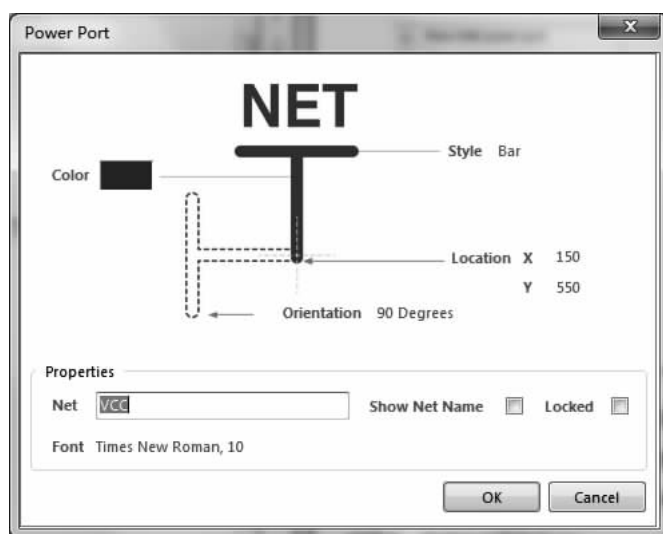 Power Port
NET
Style Bar
Color
Location X 150
Y 550
Orientation 90 Degrees
Properties
Net VCC Show Net Name Locked
Font Times New Roman, 10
OK Cancel